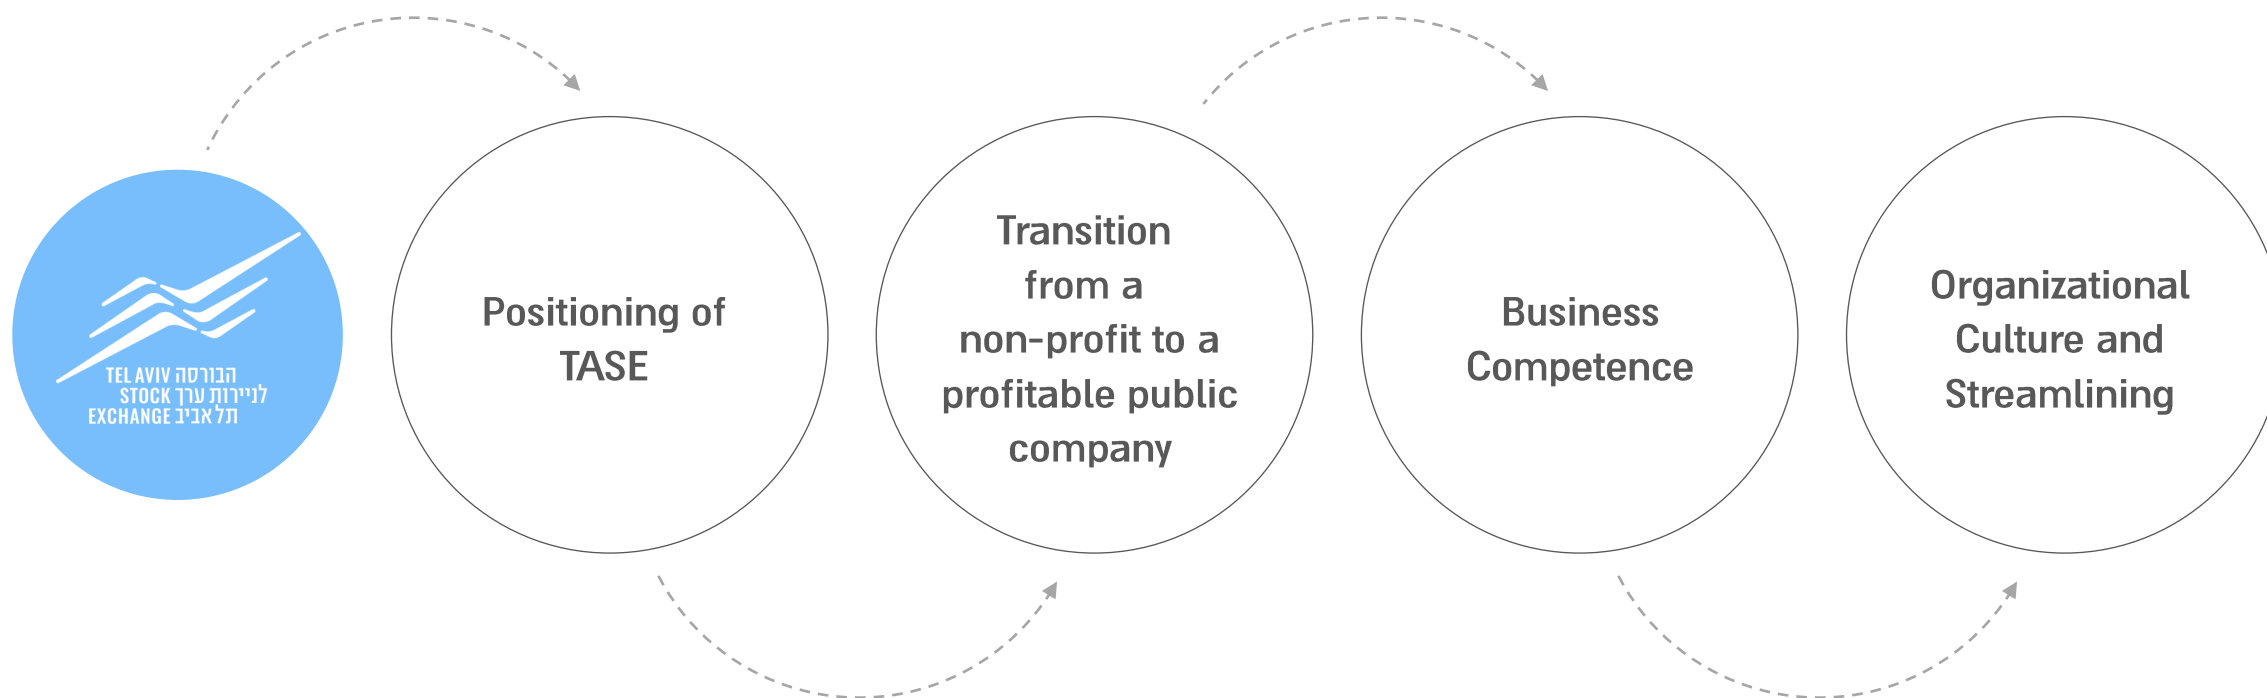 TEL AVIV הבורסה
STOCK לניירות ערך
EXCHANGE תל אביב
Positioning of
TASE
Transition
from a
non-profit to a
profitable public
company
Business
Competence
Organizational
Culture and
Streamlining